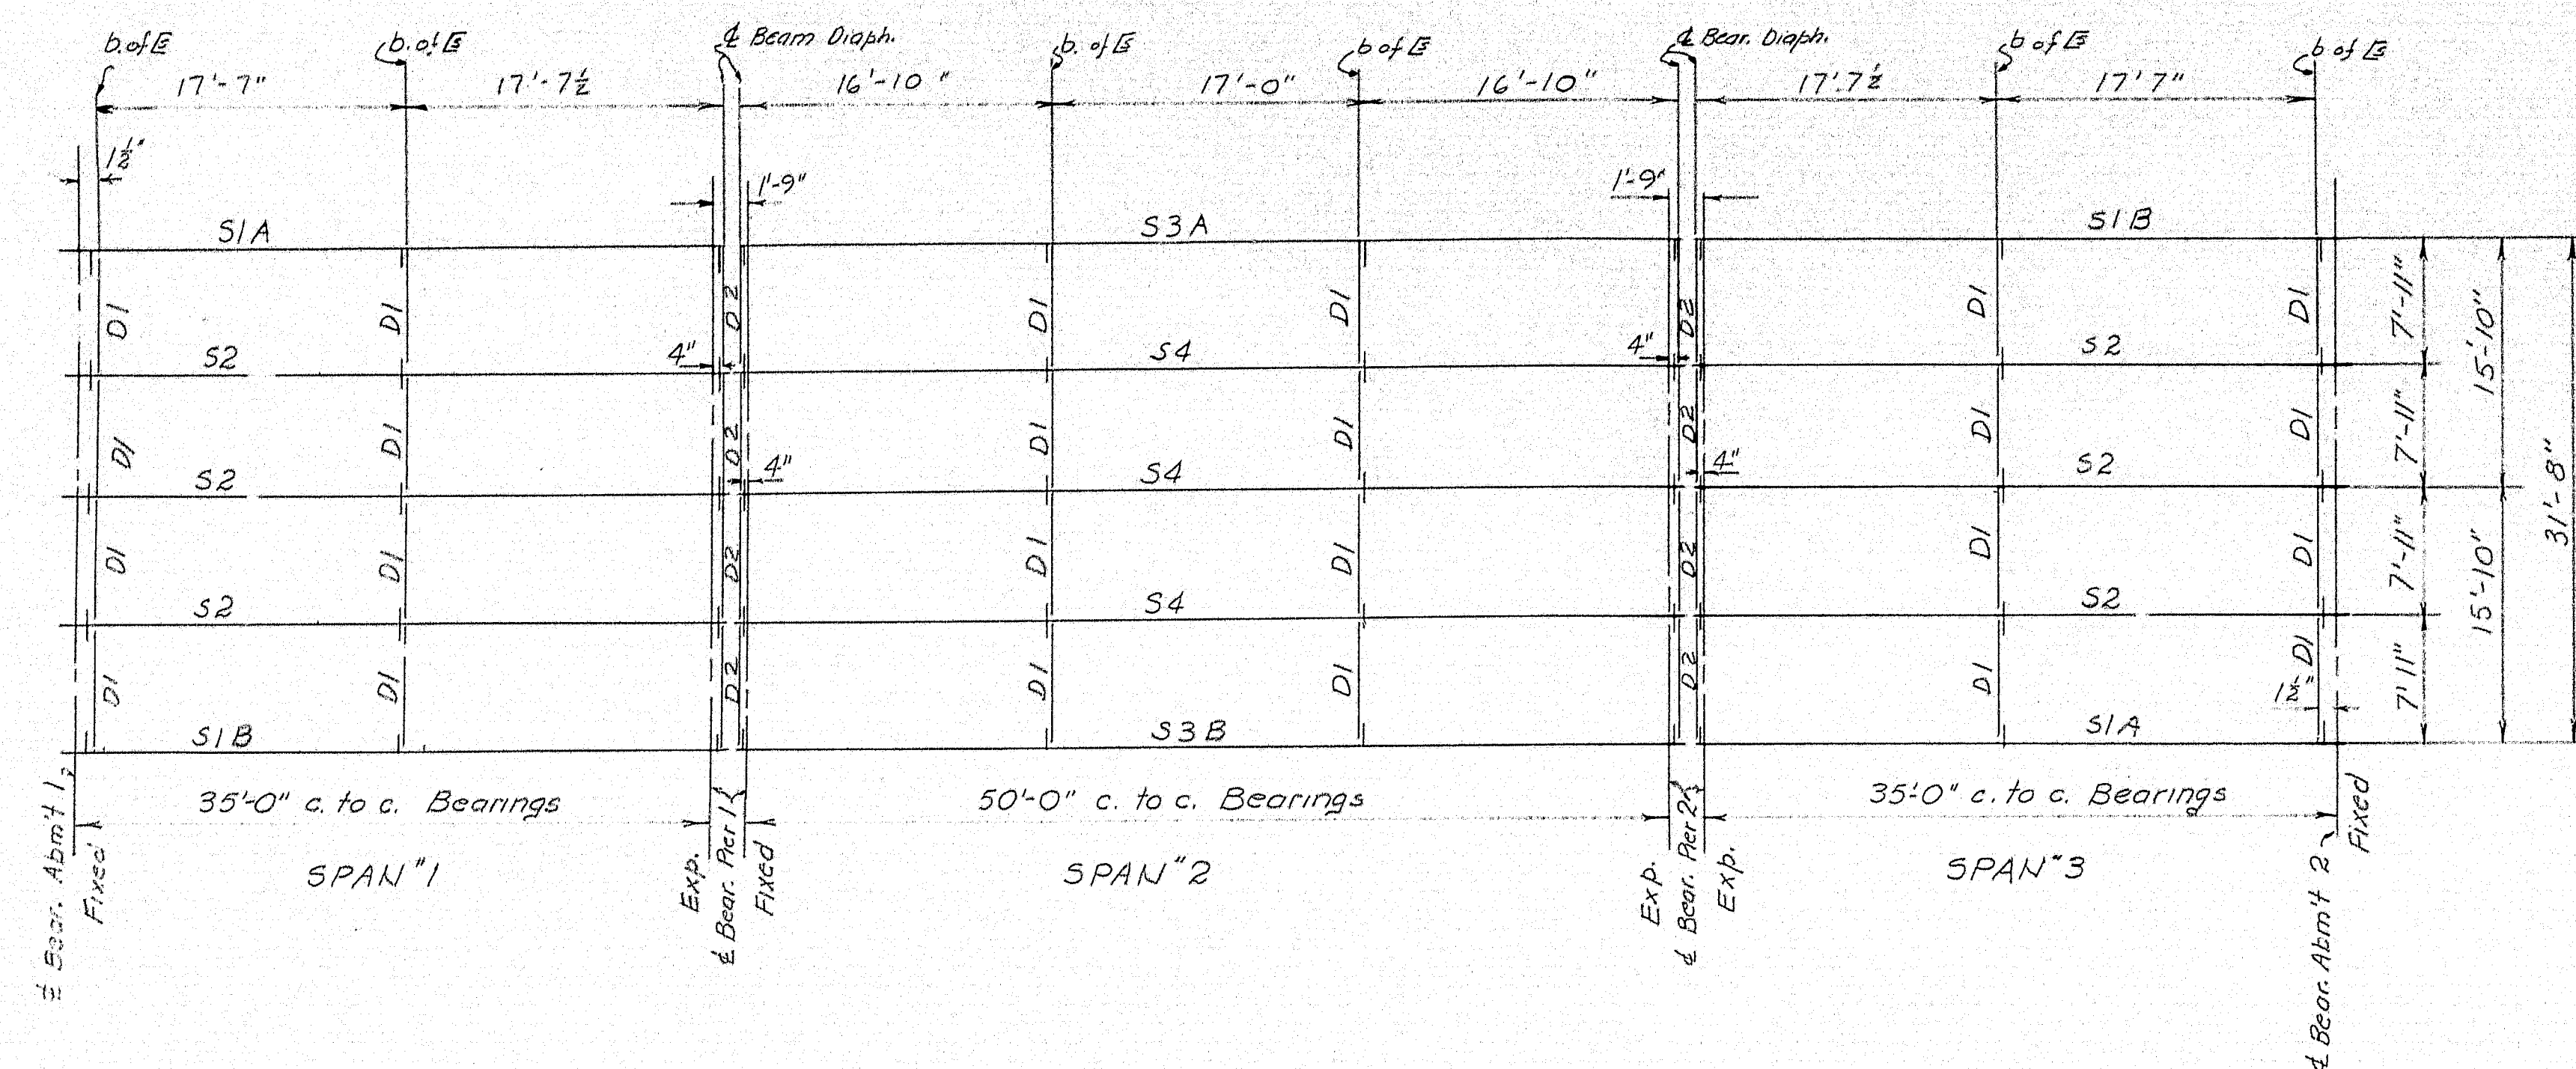 b. of [s
b. of [s
℄ Beam Diaph.
b. of [s
b of [s
℄ Bear. Diaph.
b of [s
b of [s
17'-7"
17'-7½
16'-10"
17'-0"
16'-10"
17'-7½
17'7"
1½"
1'-9"
1'-9"
S1A
S3A
S1B
D1
D1
D2
D1
D1
D2
D1
D1
7'-11"
15'-10"
4"
4"
S2
S4
S2
D1
D1
D2
D1
D1
D2
D1
D1
7'-11"
31'-8"
4"
4"
S2
S4
S2
D1
D1
D2
D1
D1
D2
D1
D1
7'-11"
15'-10"
S2
S4
S2
D1
D1
D2
D1
D1
D2
D1
D1
7'11"
1½"
S1B
S3B
S1A
35'-0" c. to c. Bearings
50'-0" c. to c. Bearings
35'-0" c. to c. Bearings
℄ Bear. Abm't 1
Fixed
Exp.
℄ Bear. Pier 1
Fixed
Exp.
℄ Bear. Pier 2
Exp.
℄ Bear. Abm't 2
Fixed
SPAN #1
SPAN #2
SPAN #3